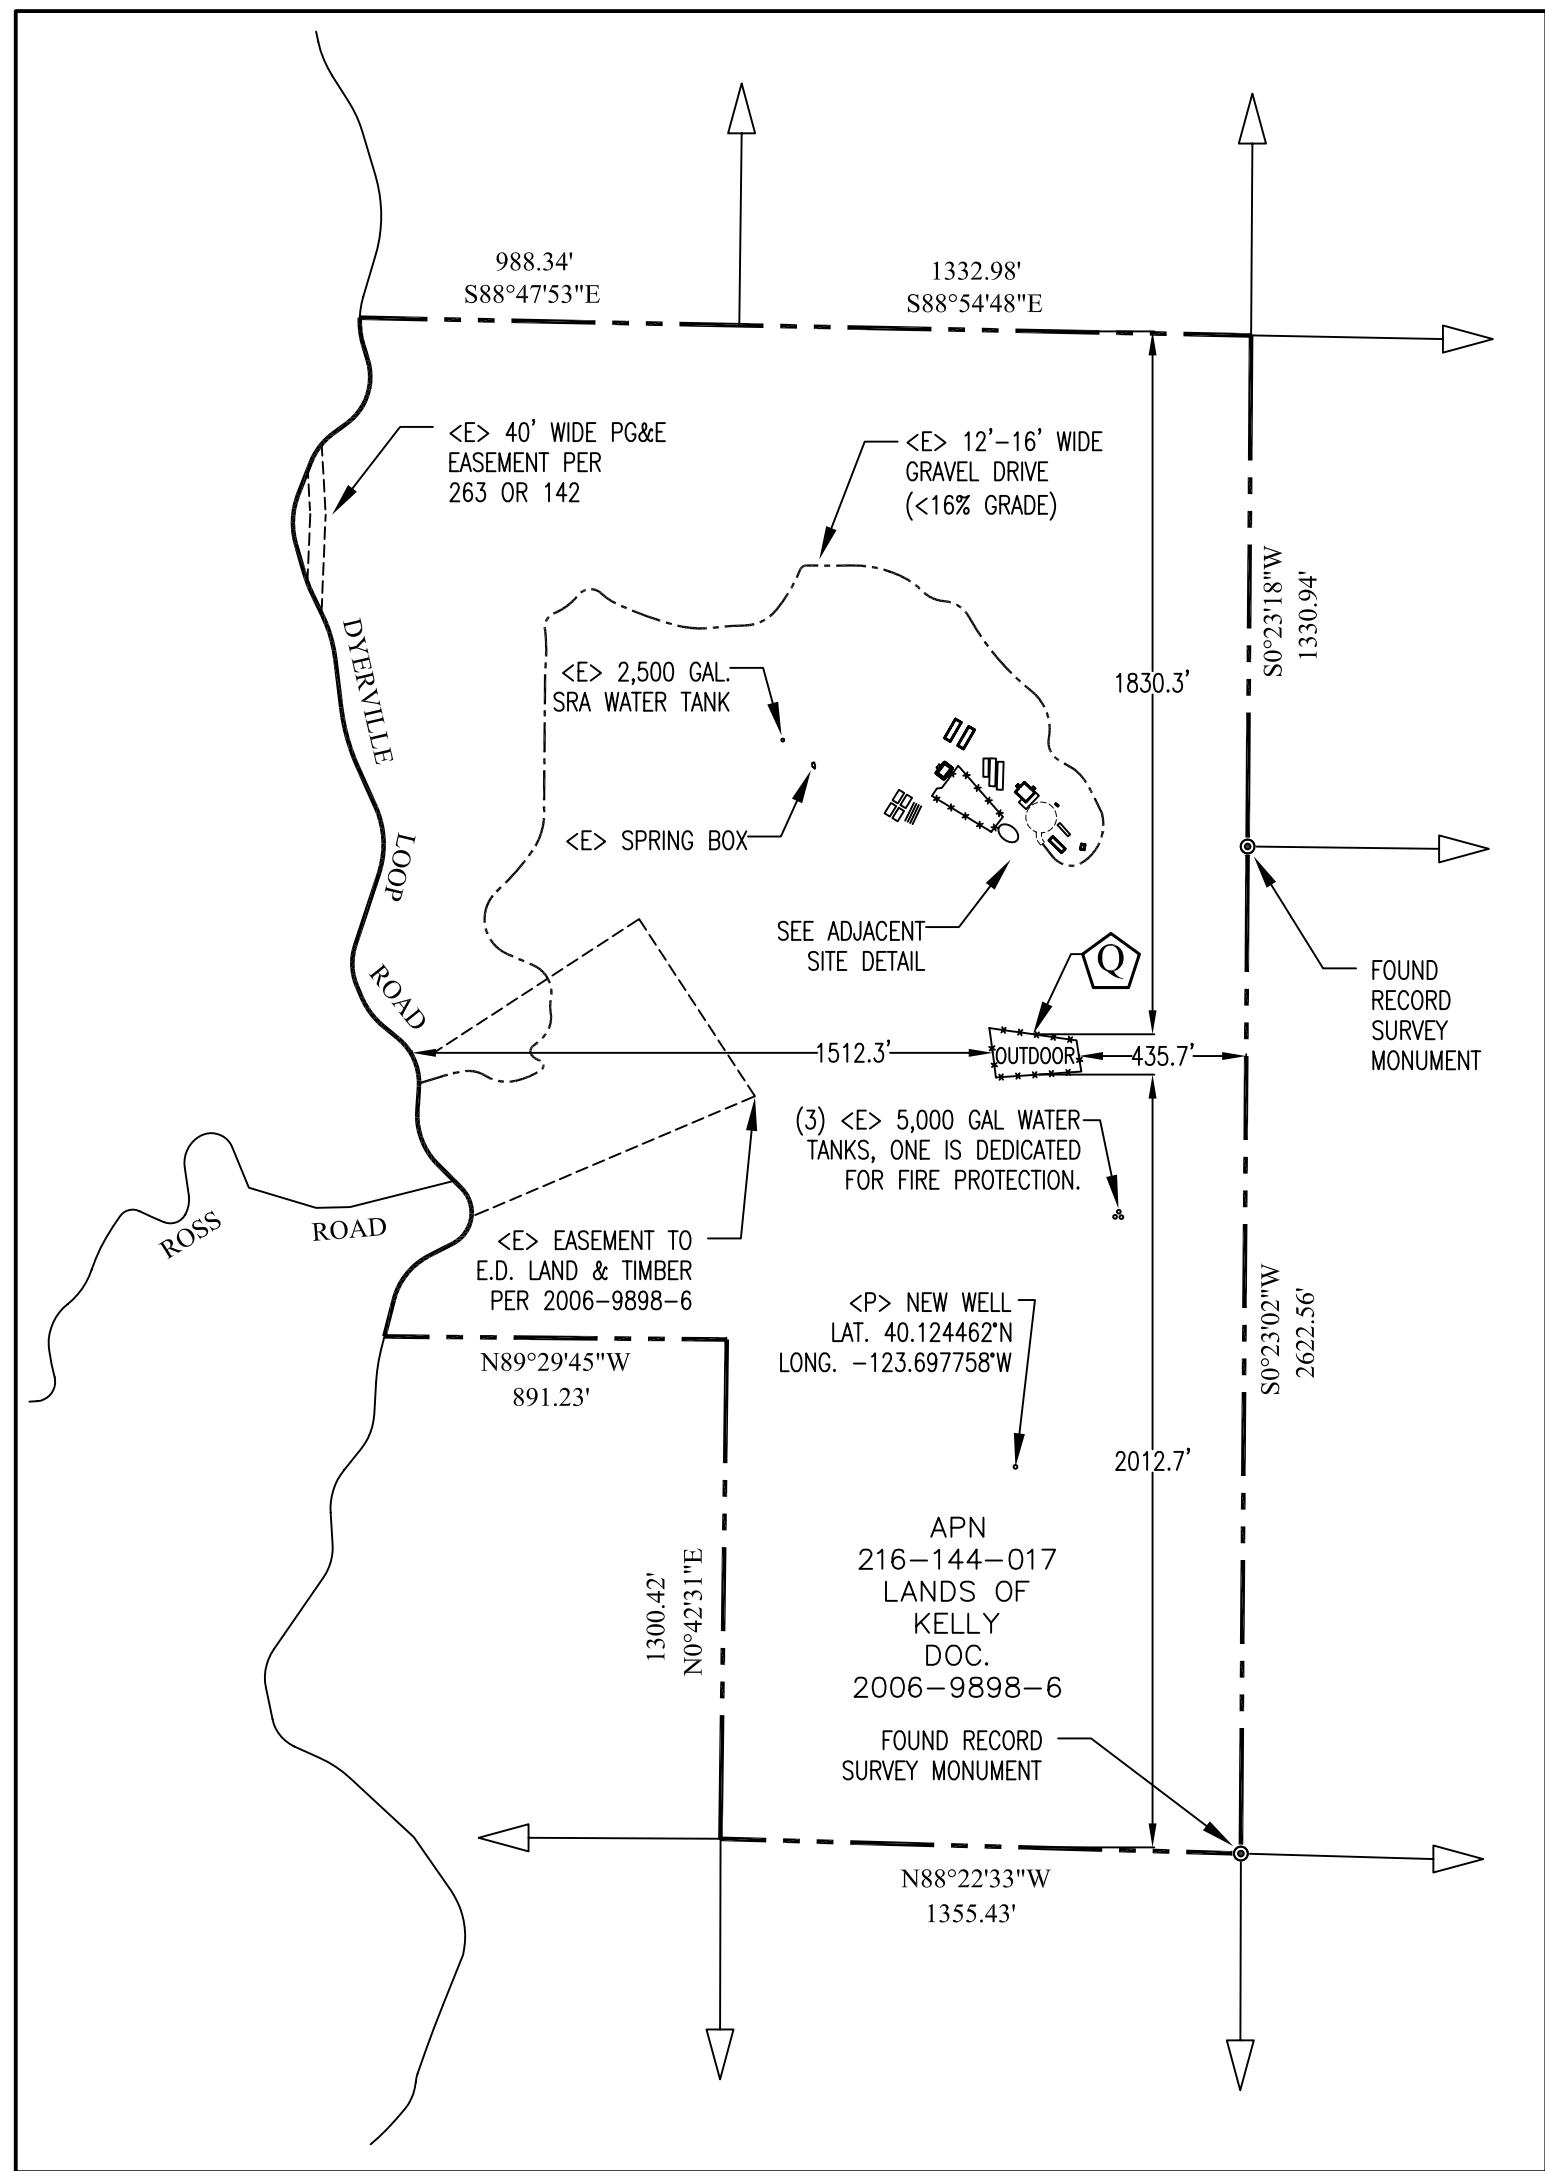 988.34'
S88°47'53"E
1332.98'
S88°54'48"E
<E> 40' WIDE PG&E
EASEMENT PER
263 OR 142
<E> 12'-16' WIDE
GRAVEL DRIVE
(<16% GRADE)
S0°23'18"W
1330.94'
DYERVILLE
LOOP
ROAD
<E> 2,500 GAL.
SRA WATER TANK
1830.3'
<E> SPRING BOX
SEE ADJACENT
SITE DETAIL
Q
FOUND
RECORD
SURVEY
MONUMENT
1512.3'
OUTDOOR
435.7'
(3) <E> 5,000 GAL WATER
TANKS, ONE IS DEDICATED
FOR FIRE PROTECTION.
ROSS
ROAD
<E> EASEMENT TO
E.D. LAND & TIMBER
PER 2006-9898-6
<P> NEW WELL
LAT. 40.124462°N
LONG. -123.697758°W
S0°23'02"W
2622.56'
N89°29'45"W
891.23'
2012.7'
1300.42'
N0°42'31"E
APN
216-144-017
LANDS OF
KELLY
DOC.
2006-9898-6
FOUND RECORD
SURVEY MONUMENT
N88°22'33"W
1355.43'